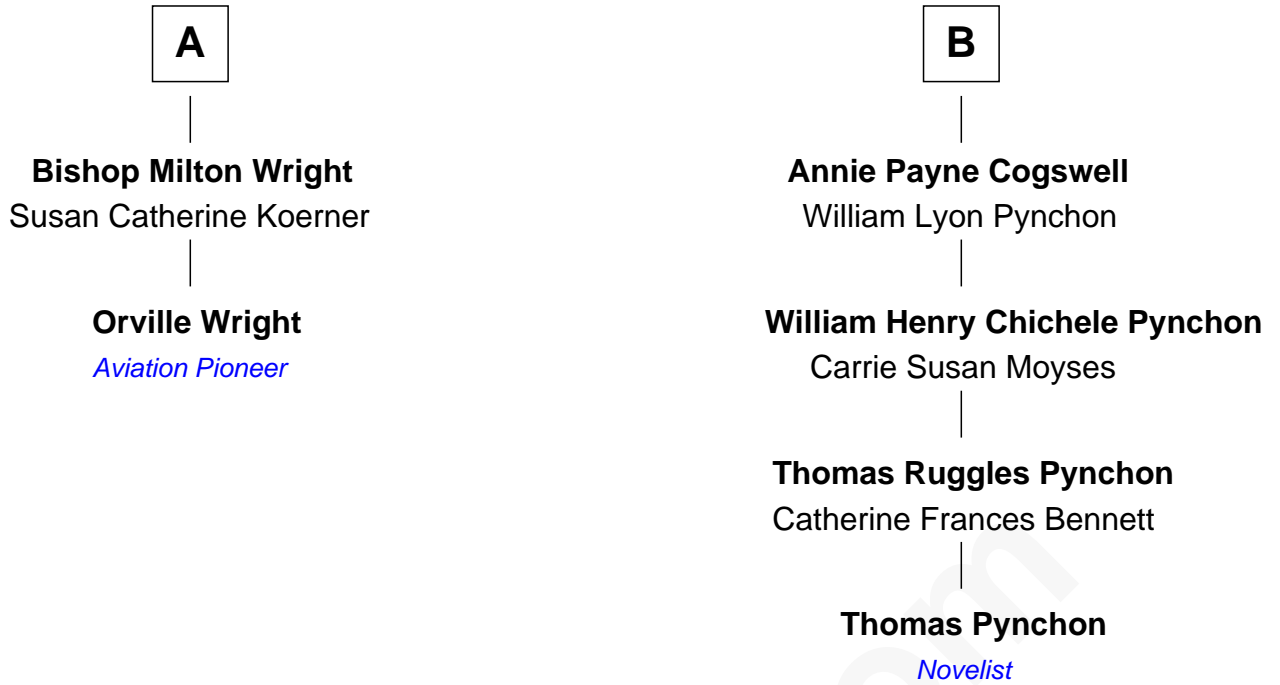 A
Bishop Milton Wright
Susan Catherine Koerner
Orville Wright
Aviation Pioneer
B
Annie Payne Cogswell
William Lyon Pynchon
William Henry Chichele Pynchon
Carrie Susan Moyses
Thomas Ruggles Pynchon
Catherine Frances Bennett
Thomas Pynchon
Novelist